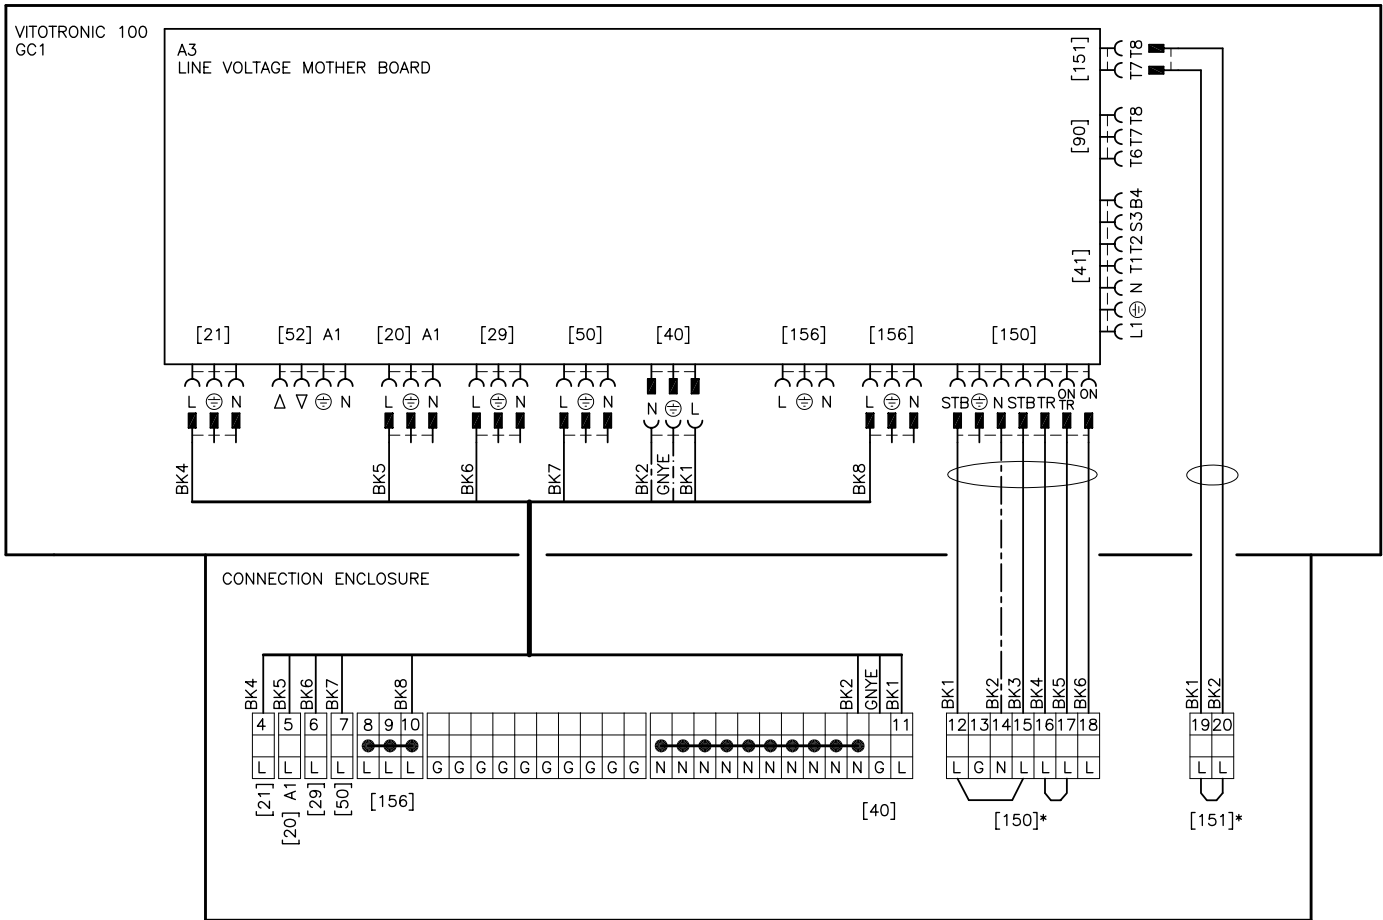 VITOTRONIC 100
GC1
A3
LINE VOLTAGE MOTHER BOARD
[151] T7 T8
[90] T6 T7 T8
[41] L1 N T1 T2 S3 B4
[21] [52] A1 [20] A1 [29] [50] [40] [156] [156] [150]
L N N L N L N L N N L L N L N STB N STB TR ON TR ON
BK4 BK5 BK6 BK7 BK2 GNYE BK1 BK8
CONNECTION ENCLOSURE
BK4 BK5 BK6 BK7 BK8 BK2 GNYE BK1 BK1 BK2 BK3 BK4 BK5 BK6 BK1 BK2
4 5 6 7 8 9 10 11 12 13 14 15 16 17 18 19 20
L L L L L L L G G G G G G G G G G N N N N N N N N N N G L L G N L L L L L L
[21] [20] A1 [29] [50] [156] [40] [150]* [151]*